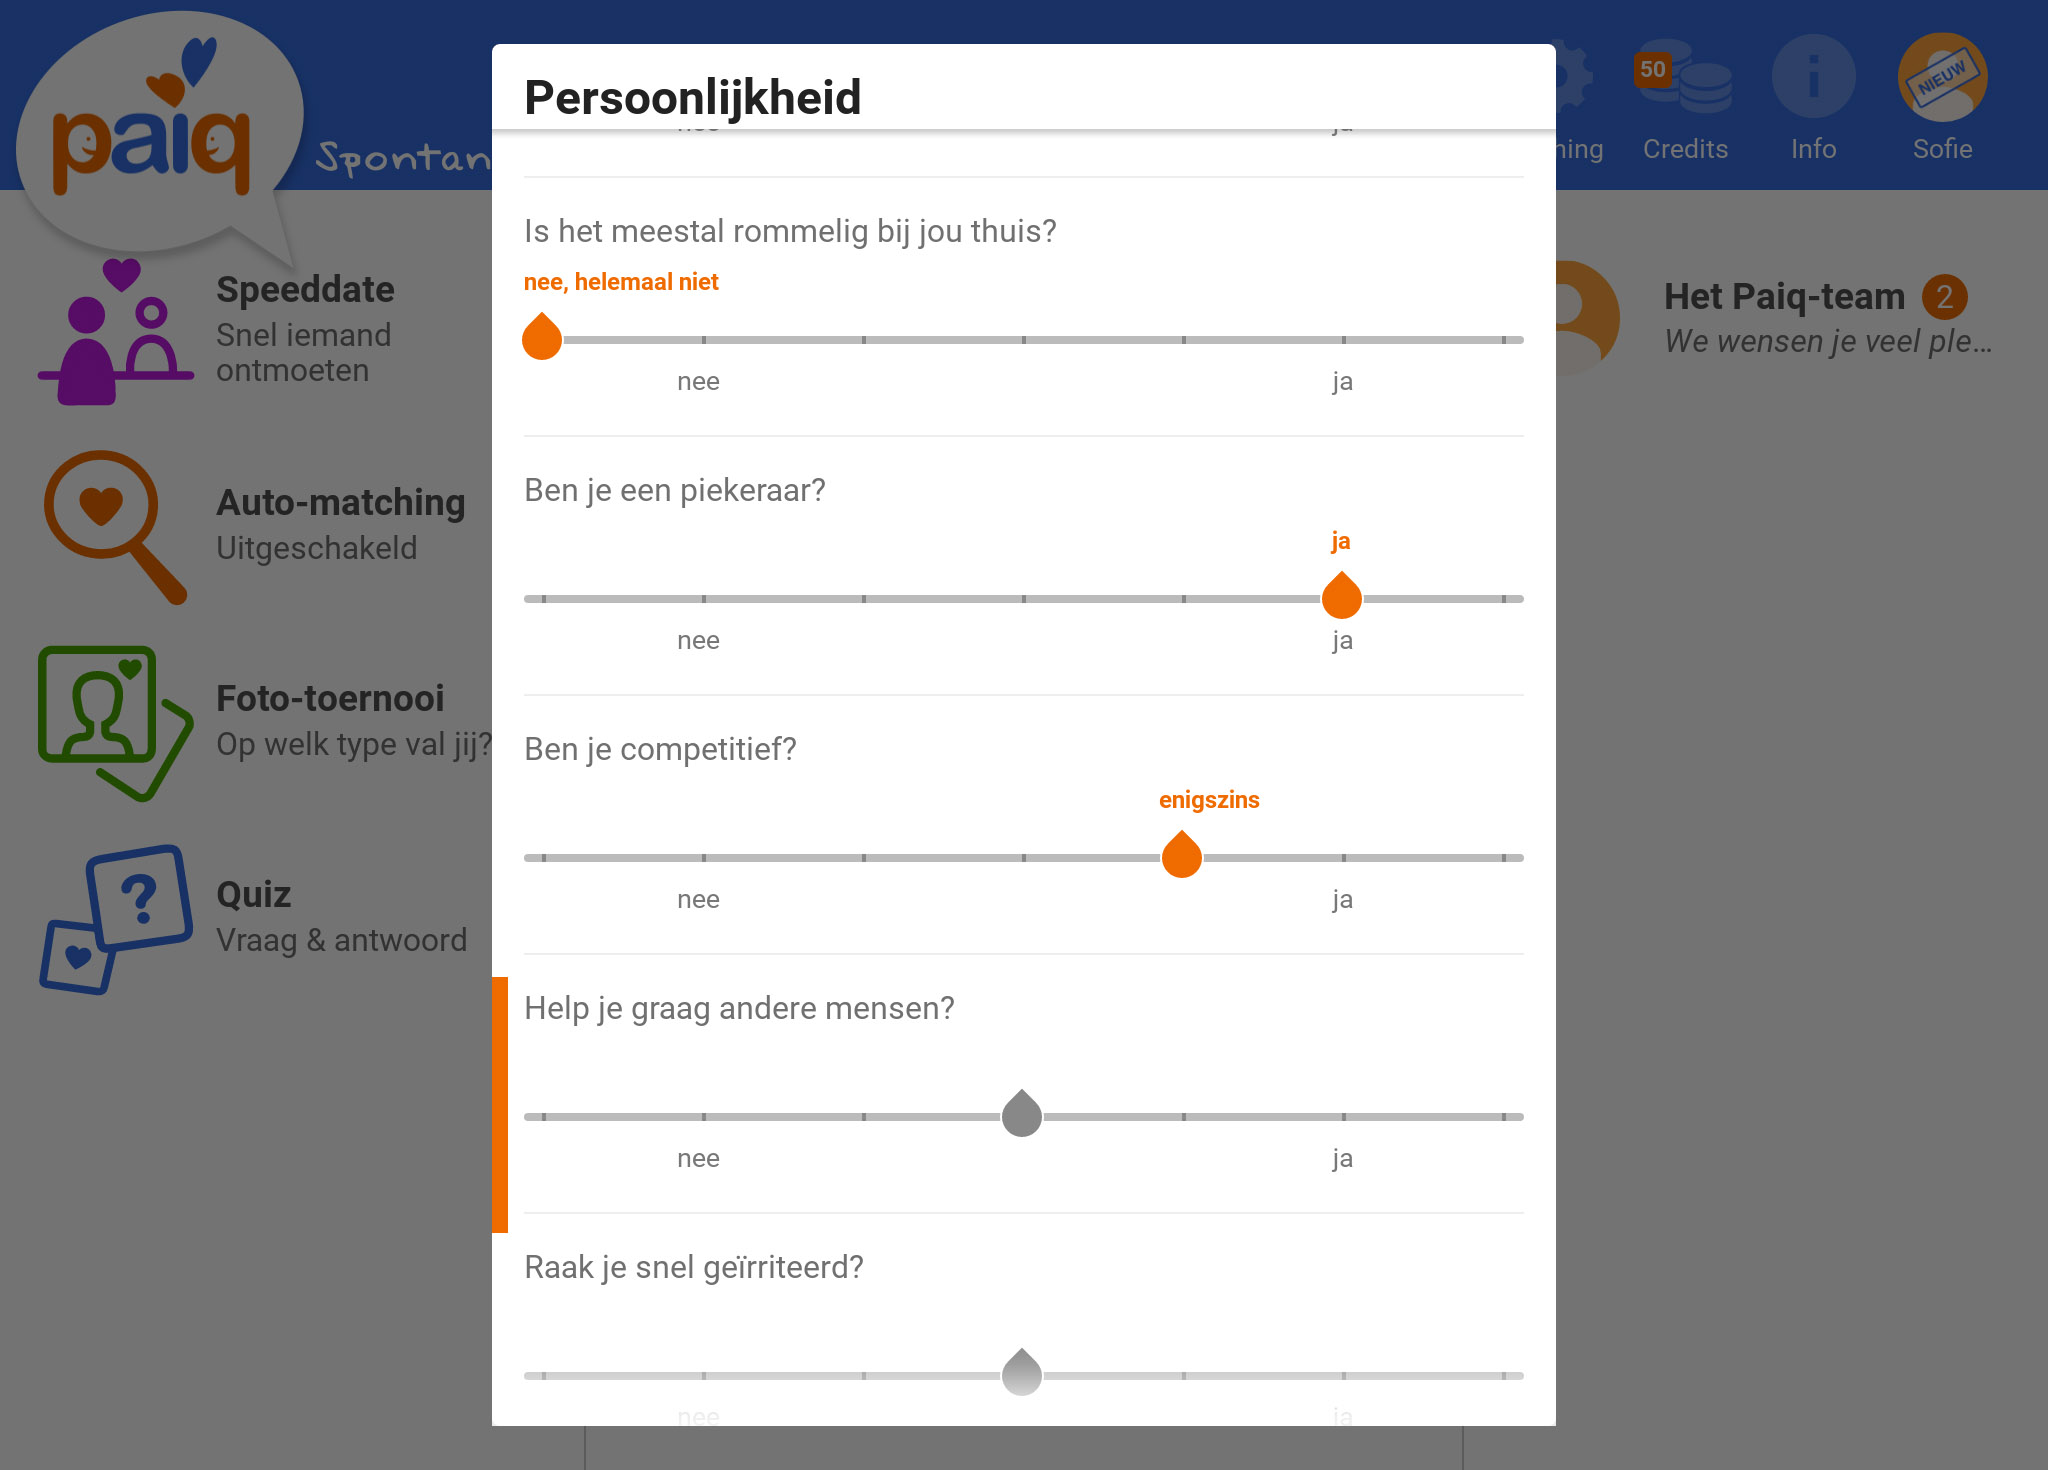 paiq
Spontan
50
Credits
Info
NIEUW
Sofie
Persoonlijkheid
nee ja
Is het meestal rommelig bij jou thuis?
nee, helemaal niet
nee ja
Ben je een piekeraar?
ja
nee ja
Ben je competitief?
enigszins
nee ja
Help je graag andere mensen?
nee ja
Raak je snel geïrriteerd?
nee ja
Speeddate
Snel iemand
ontmoeten
Auto-matching
Uitgeschakeld
Foto-toernooi
Op welk type val jij?
Quiz
Vraag & antwoord
Het Paiq-team 2
We wensen je veel ple…